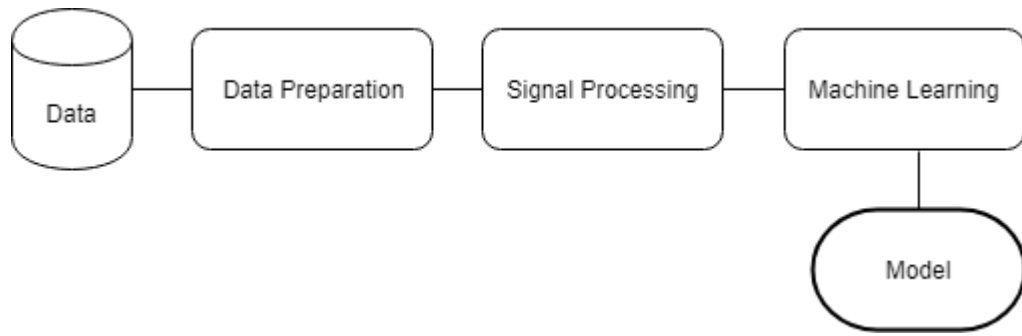 Data
Data Preparation
Signal Processing
Machine Learning
Model